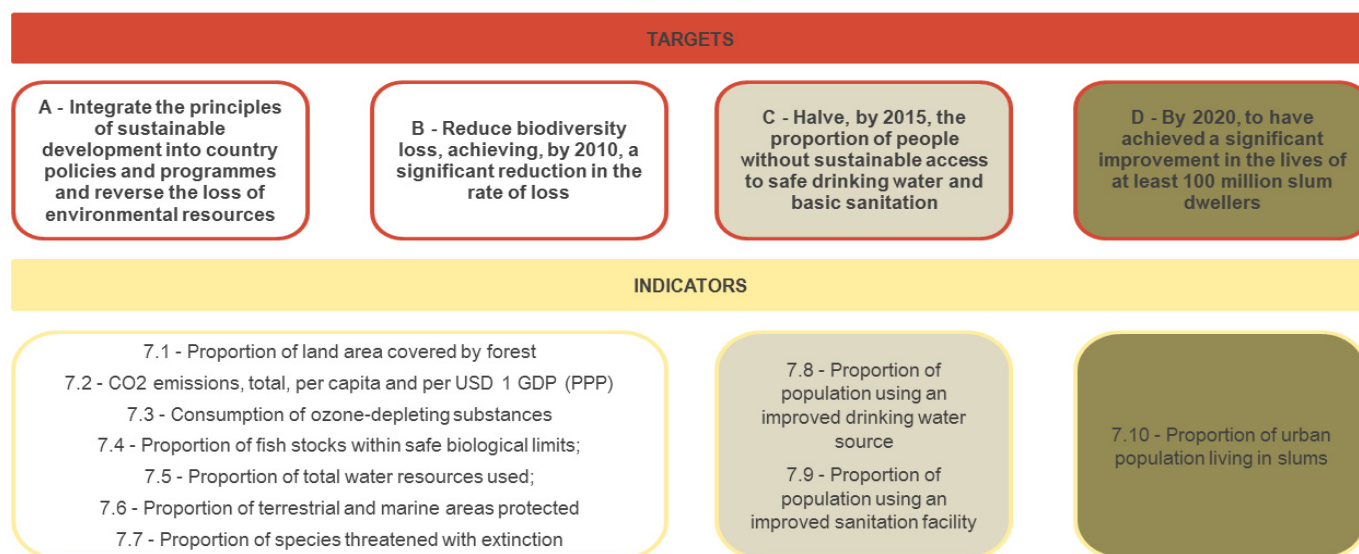 TARGETS
A - Integrate the principles
of sustainable
development into country
policies and programmes
and reverse the loss of
environmental resources
B - Reduce biodiversity
loss, achieving, by 2010, a
significant reduction in the
rate of loss
C - Halve, by 2015, the
proportion of people
without sustainable access
to safe drinking water and
basic sanitation
D - By 2020, to have
achieved a significant
improvement in the lives of
at least 100 million slum
dwellers
INDICATORS
7.1 - Proportion of land area covered by forest
7.2 - CO2 emissions, total, per capita and per USD 1 GDP (PPP)
7.3 - Consumption of ozone-depleting substances
7.4 - Proportion of fish stocks within safe biological limits;
7.5 - Proportion of total water resources used;
7.6 - Proportion of terrestrial and marine areas protected
7.7 - Proportion of species threatened with extinction
7.8 - Proportion of
population using an
improved drinking water
source
7.9 - Proportion of
population using an
improved sanitation facility
7.10 - Proportion of urban
population living in slums